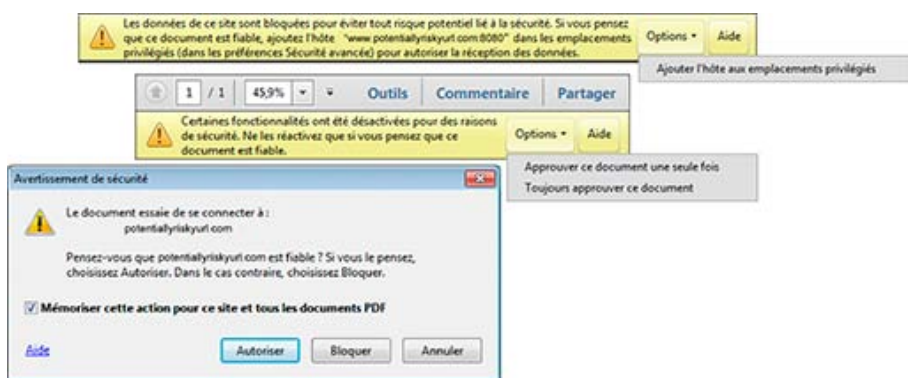 Les données de ce site sont bloquées pour éviter tout risque potentiel lié à la sécurité. Si vous pensez
que ce document est fiable, ajoutez l'hôte "www.potentiallyriskyurl.com:8080" dans les emplacements
privilégiés (dans les préférences Sécurité avancée) pour autoriser la réception des données.
Options
Aide
Ajouter l'hôte aux emplacements privilégiés
1 / 1
45,9%
Outils
Commentaire
Partager
Certaines fonctionnalités ont été désactivées pour des raisons
de sécurité. Ne les réactivez que si vous pensez que ce
document est fiable.
Options
Aide
Approuver ce document une seule fois
Toujours approuver ce document
Avertissement de sécurité
Le document essaie de se connecter à :
potentiallyriskyurl.com
Pensez-vous que potentiallyriskyurl.com est fiable ? Si vous le pensez,
choisissez Autoriser. Dans le cas contraire, choisissez Bloquer.
Mémoriser cette action pour ce site et tous les documents PDF
Aide
Autoriser
Bloquer
Annuler